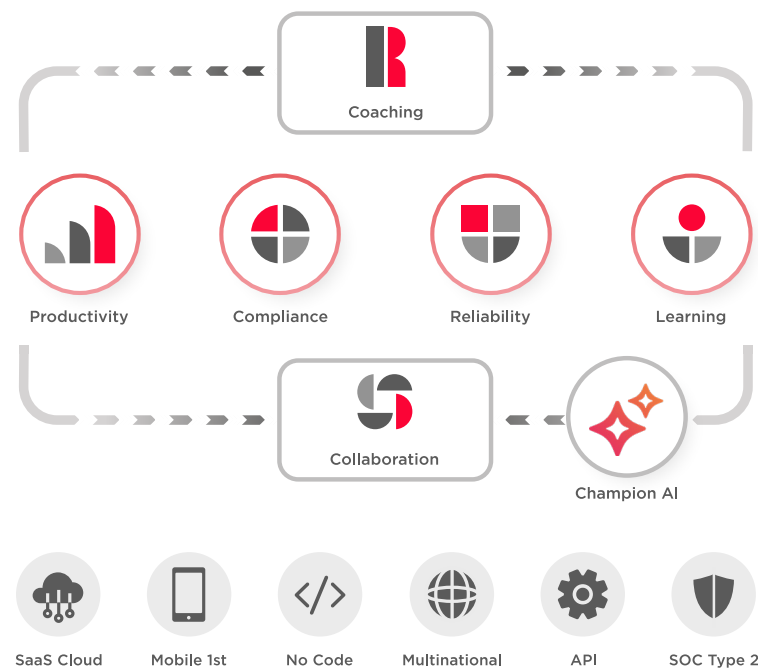 Coaching
Productivity
Compliance
Reliability
Learning
Collaboration
Champion AI
SaaS Cloud
Mobile 1st
No Code
Multinational
API
SOC Type 2